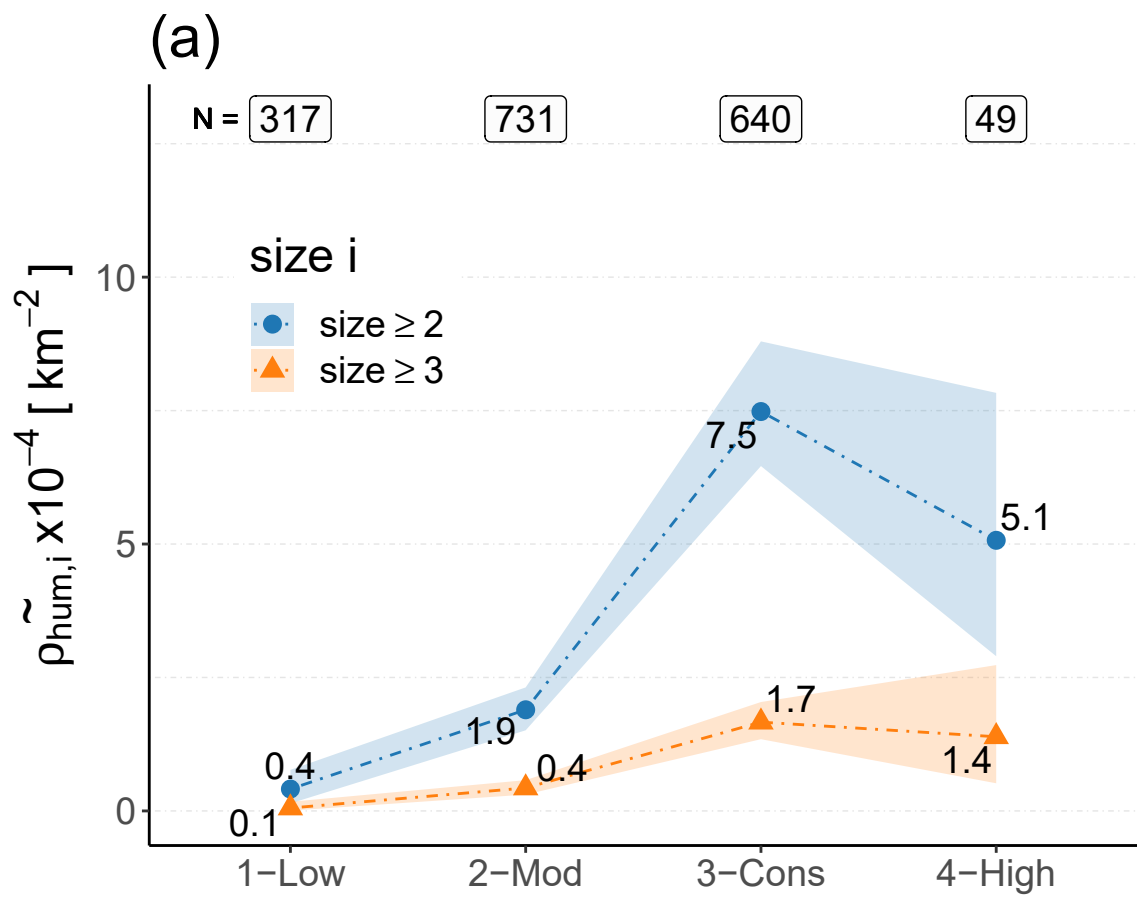 (a)
N = 317 731 640 49
size i
size ≥ 2
size ≥ 3
ρ̃hum,i x10⁻⁴ [ km⁻² ]
10
5
0
0.4
1.9
7.5
5.1
0.1
0.4
1.7
1.4
1−Low 2−Mod 3−Cons 4−High